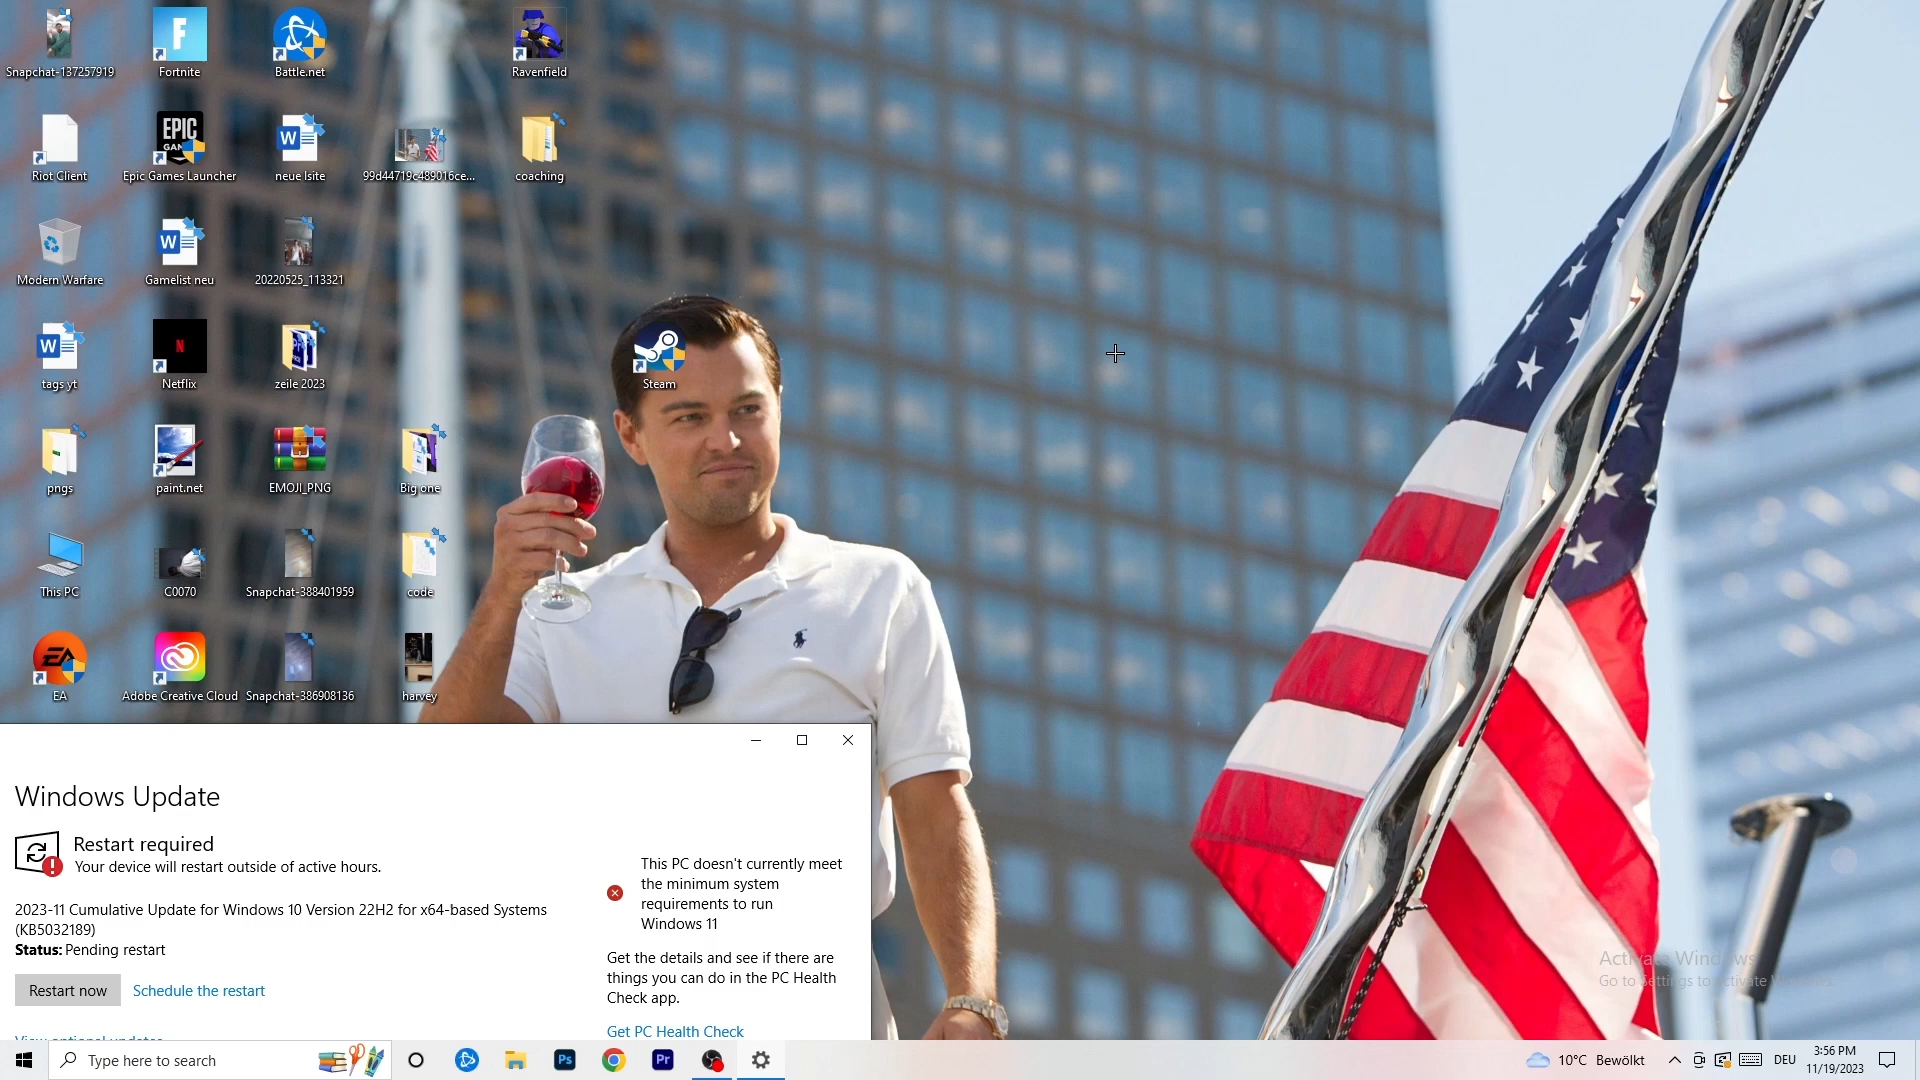 Snapchat-137257919
Fortnite
Battle.net
Ravenfield
Riot Client
Epic Games Launcher
neue lsite
99d44719c489016ce...
coaching
Modern Warfare
Gamelist neu
20220525_113321
tags yt
Netflix
zeile 2023
Steam
pngs
paint.net
EMOJI_PNG
Big one
This PC
C0070
Snapchat-388401959
code
EA
Adobe Creative Cloud
Snapchat-386908136
harvey
Windows Update
Restart required
Your device will restart outside of active hours.
2023-11 Cumulative Update for Windows 10 Version 22H2 for x64-based Systems
(KB5032189)
Status: Pending restart
Restart now
Schedule the restart
View optional updates
This PC doesn't currently meet
the minimum system
requirements to run
Windows 11
Get the details and see if there are
things you can do in the PC Health
Check app.
Get PC Health Check
Activate Windows
Go to Settings to activate Windows.
Type here to search
10°C Bewölkt
DEU
3:56 PM
11/19/2023